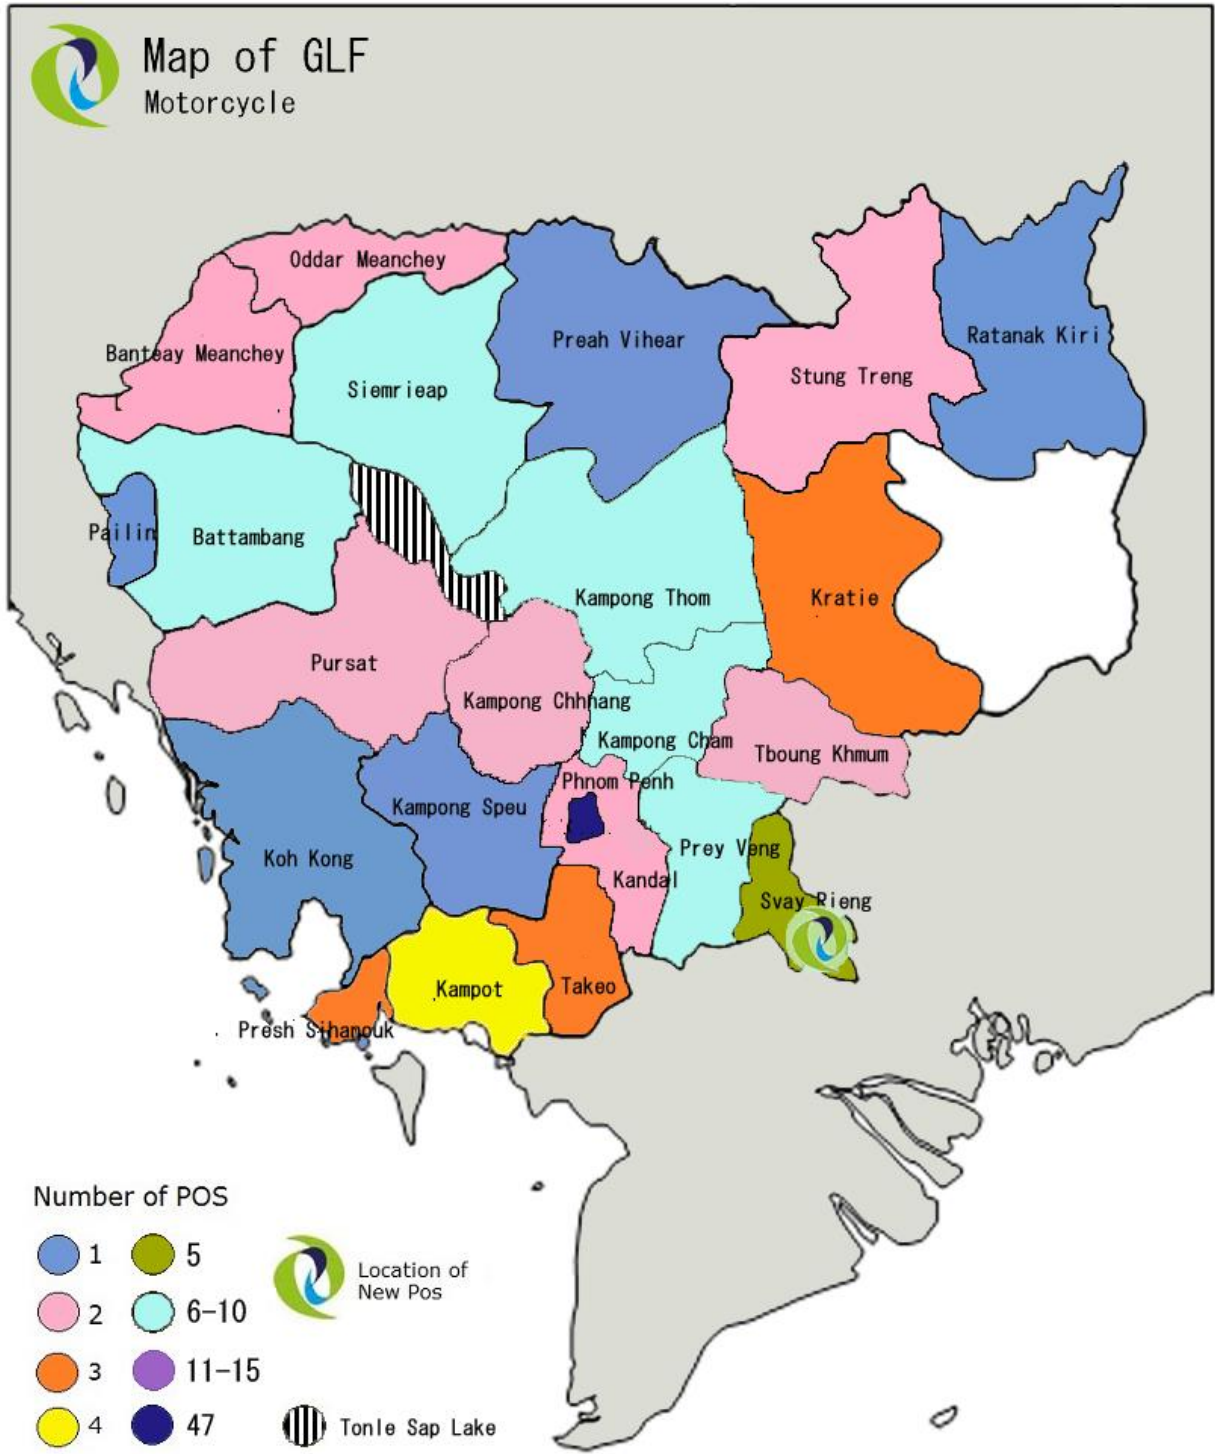 Map of GLF
Motorcycle
Oddar Meanchey
Banteay Meanchey
Preah Vihear
Ratanak Kiri
Stung Treng
Siemrieap
Pailin
Battambang
Kampong Thom
Kratie
Pursat
Kampong Chhnang
Kampong Cham
Tboung Khmum
Phnom Penh
Kampong Speu
Prey Veng
Koh Kong
Kandal
Svay Rieng
Kampot
Takeo
Presh Sihanouk
Number of POS
1 5
2 6-10
3 11-15
4 47
Location of
New Pos
Tonle Sap Lake